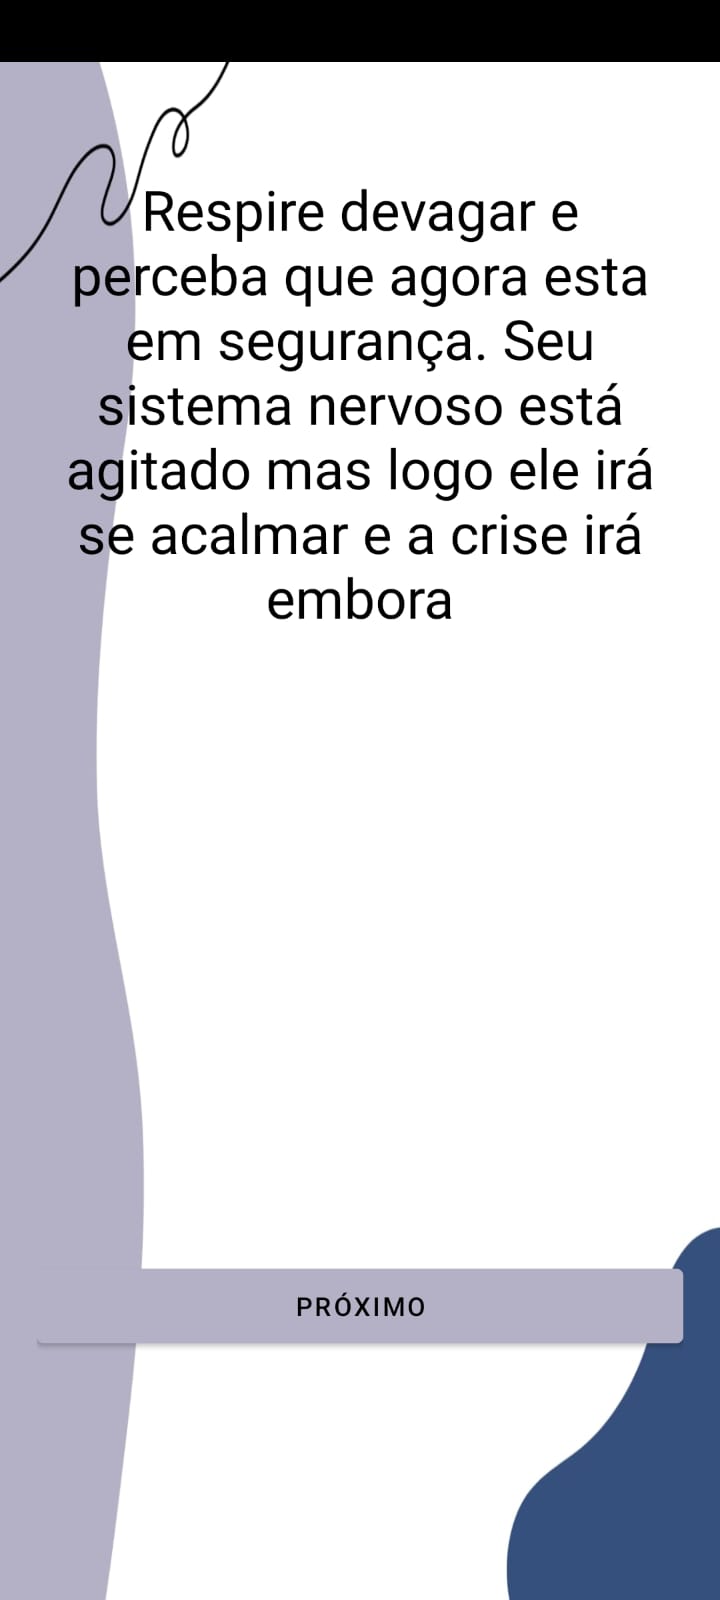 Respire devagar e
perceba que agora esta
em segurança. Seu
sistema nervoso está
agitado mas logo ele irá
se acalmar e a crise irá
embora
PRÓXIMO